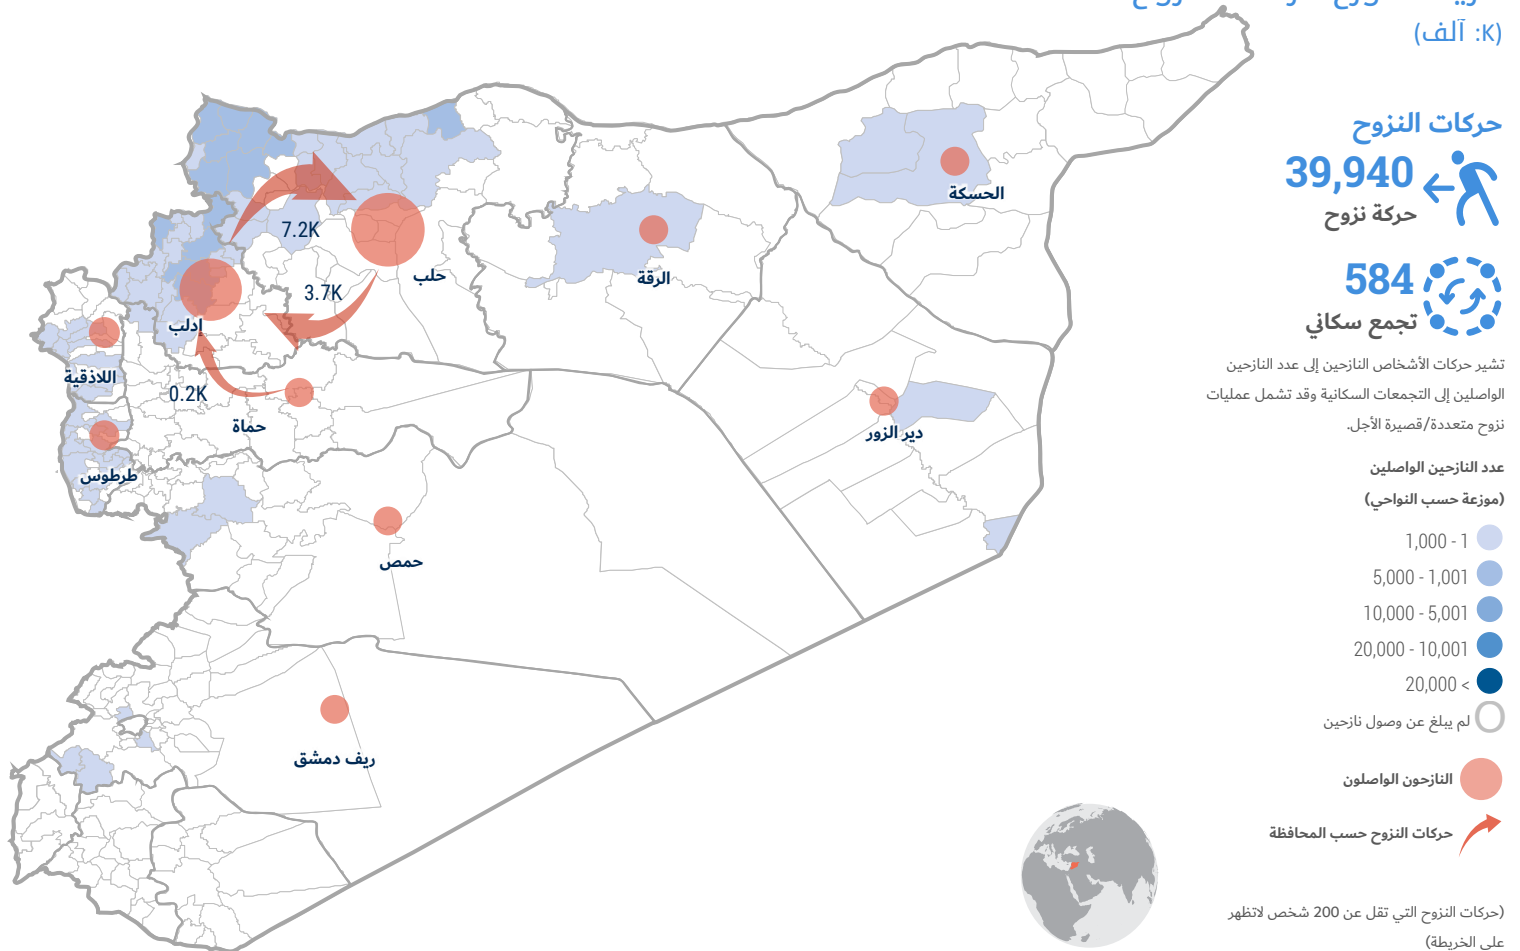 (K: آلف)
حركات النزوح
39,940
حركة نزوح
584
تجمع سكاني
تشير حركات الأشخاص النازحين إلى عدد النازحين
الواصلين إلى التجمعات السكانية وقد تشمل عمليات
نزوح متعددة/قصيرة الأجل.
عدد النازحين الواصلين
(موزعة حسب النواحي)
1,000 - 1
5,000 - 1,001
10,000 - 5,001
20,000 - 10,001
20,000 <
لم يبلغ عن وصول نازحين
النازحون الواصلون
حركات النزوح حسب المحافظة
(حركات النزوح التي تقل عن 200 شخص لاتظهر
على الخريطة)
الحسكة
7.2K
حلب
الرقة
3.7K
إدلب
اللاذقية
0.2K
حماة
دير الزور
طرطوس
حمص
ريف دمشق